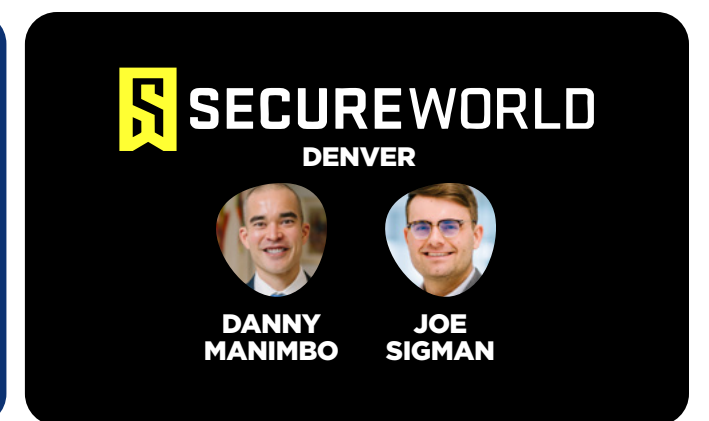 SECUREWORLD
DENVER
DANNY
MANIMBO
JOE
SIGMAN